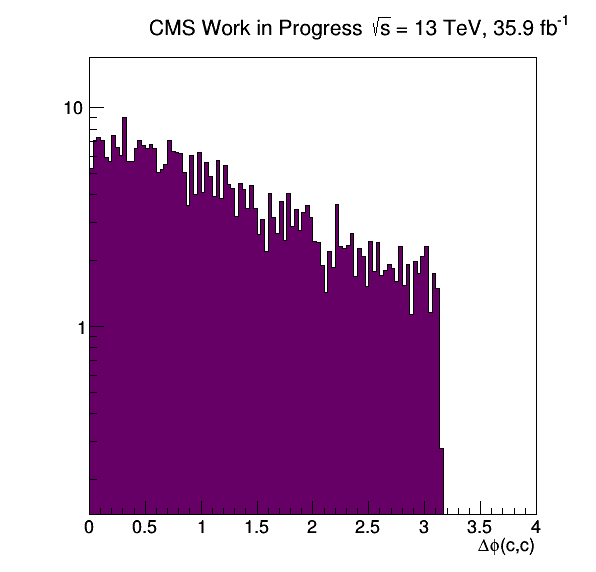 CMS Work in Progress √s = 13 TeV, 35.9 fb⁻¹
10
1
0 0.5 1 1.5 2 2.5 3 3.5 4
Δϕ(c,c)